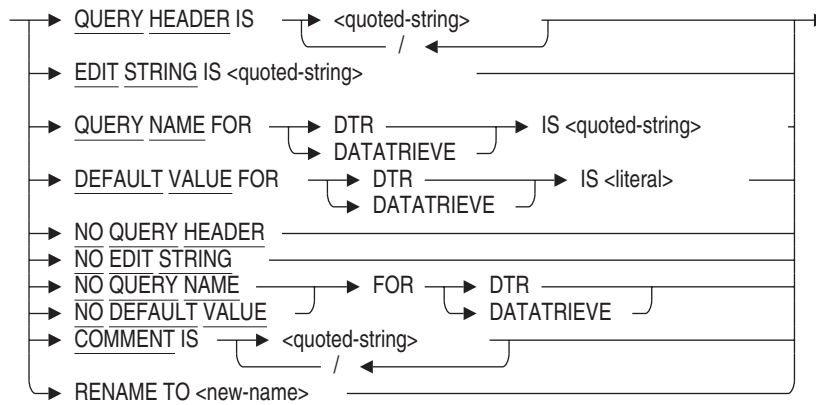 QUERY HEADER IS <quoted-string>
/
EDIT STRING IS <quoted-string>
QUERY NAME FOR DTR IS <quoted-string>
DATATRIEVE
DEFAULT VALUE FOR DTR IS <literal>
DATATRIEVE
NO QUERY HEADER
NO EDIT STRING
NO QUERY NAME FOR DTR
NO DEFAULT VALUE DATATRIEVE
COMMENT IS <quoted-string>
/
RENAME TO <new-name>